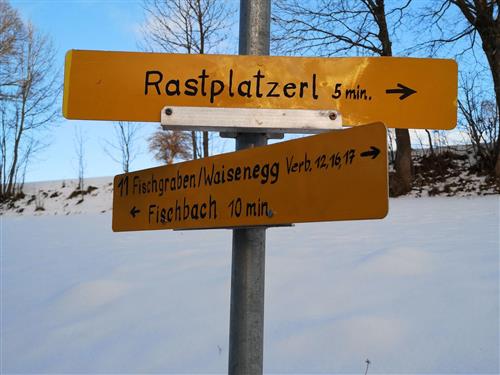 Rastplatzerl 5 min. →
11 Fischgraben/Waisenegg Verb. 12, 16, 17 →
← Fischbach 10 min.